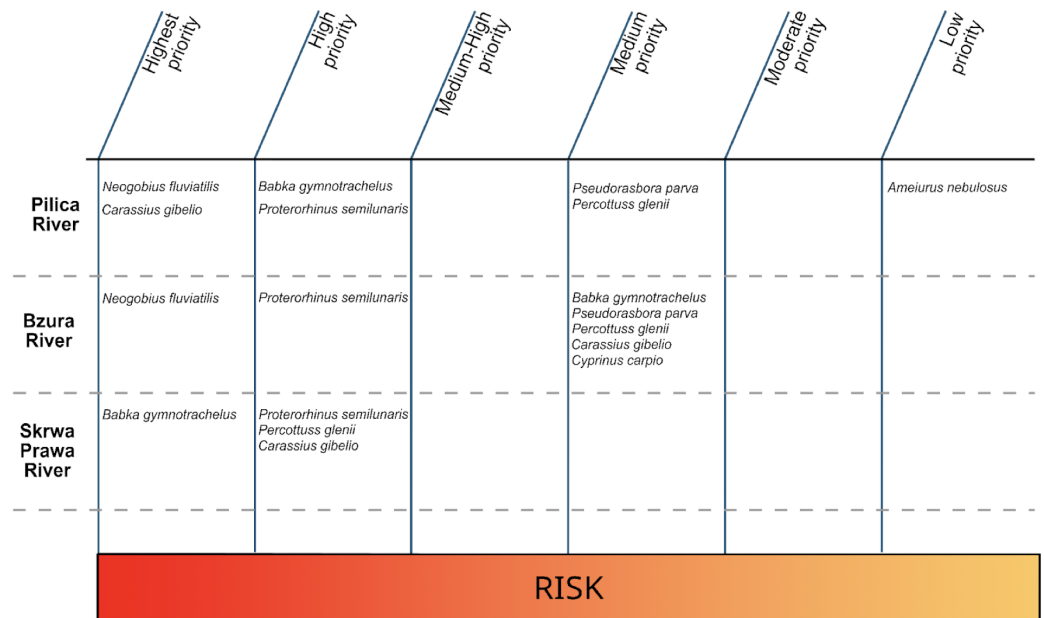 Highest
priority
High
priority
Medium-High
priority
Medium
priority
Moderate
priority
Low
priority
Pilica
River
Neogobius fluviatilis
Carassius gibelio
Babka gymnotrachelus
Proterorhinus semilunaris
Pseudorasbora parva
Percottuss glenii
Ameiurus nebulosus
Bzura
River
Neogobius fluviatilis
Proterorhinus semilunaris
Babka gymnotrachelus
Pseudorasbora parva
Percottuss glenii
Carassius gibelio
Cyprinus carpio
Skrwa
Prawa
River
Babka gymnotrachelus
Proterorhinus semilunaris
Percottuss glenii
Carassius gibelio
RISK